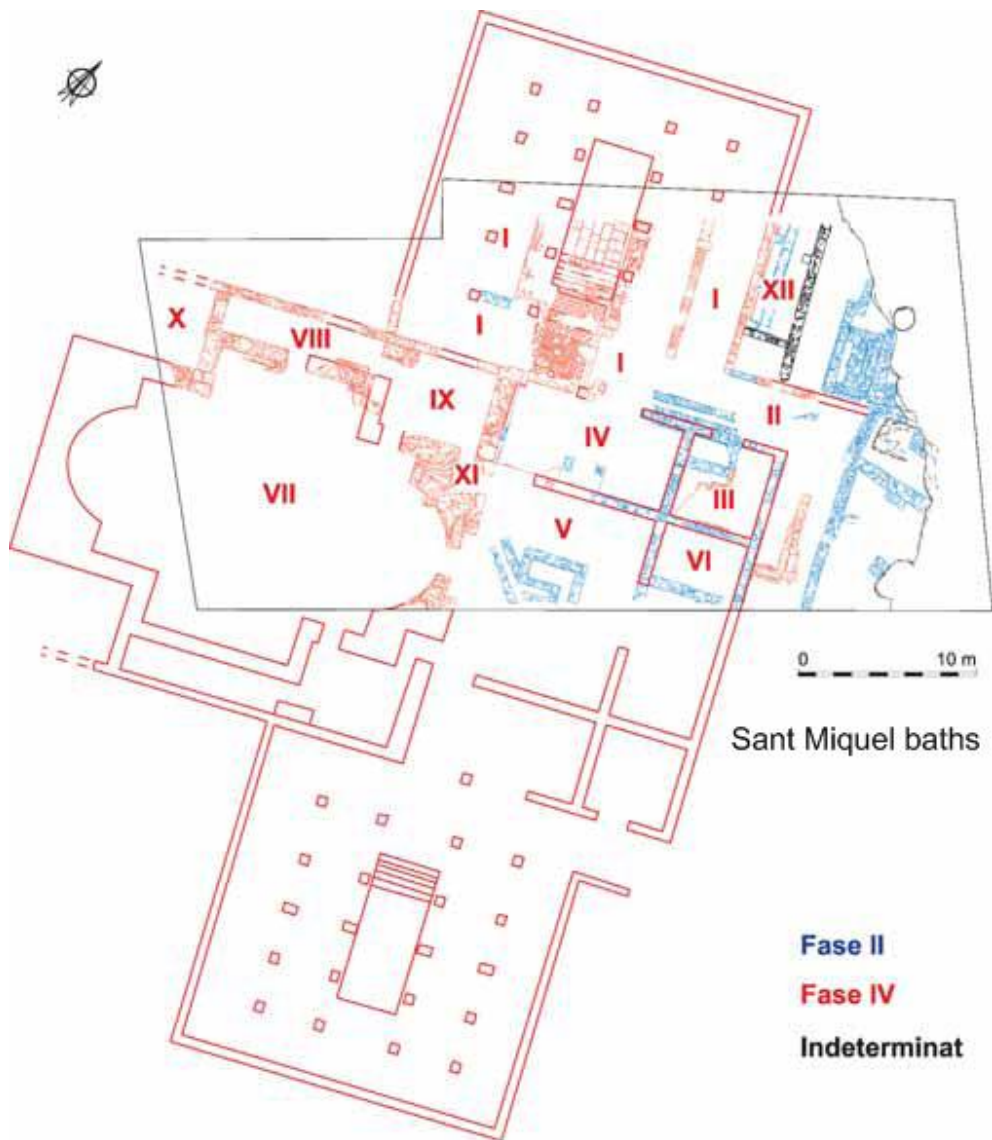 I
I
I
XII
X
VIII
I
IX
IV
II
XI
VII
III
V
VI
0 10 m
Sant Miquel baths
Fase II
Fase IV
Indeterminat